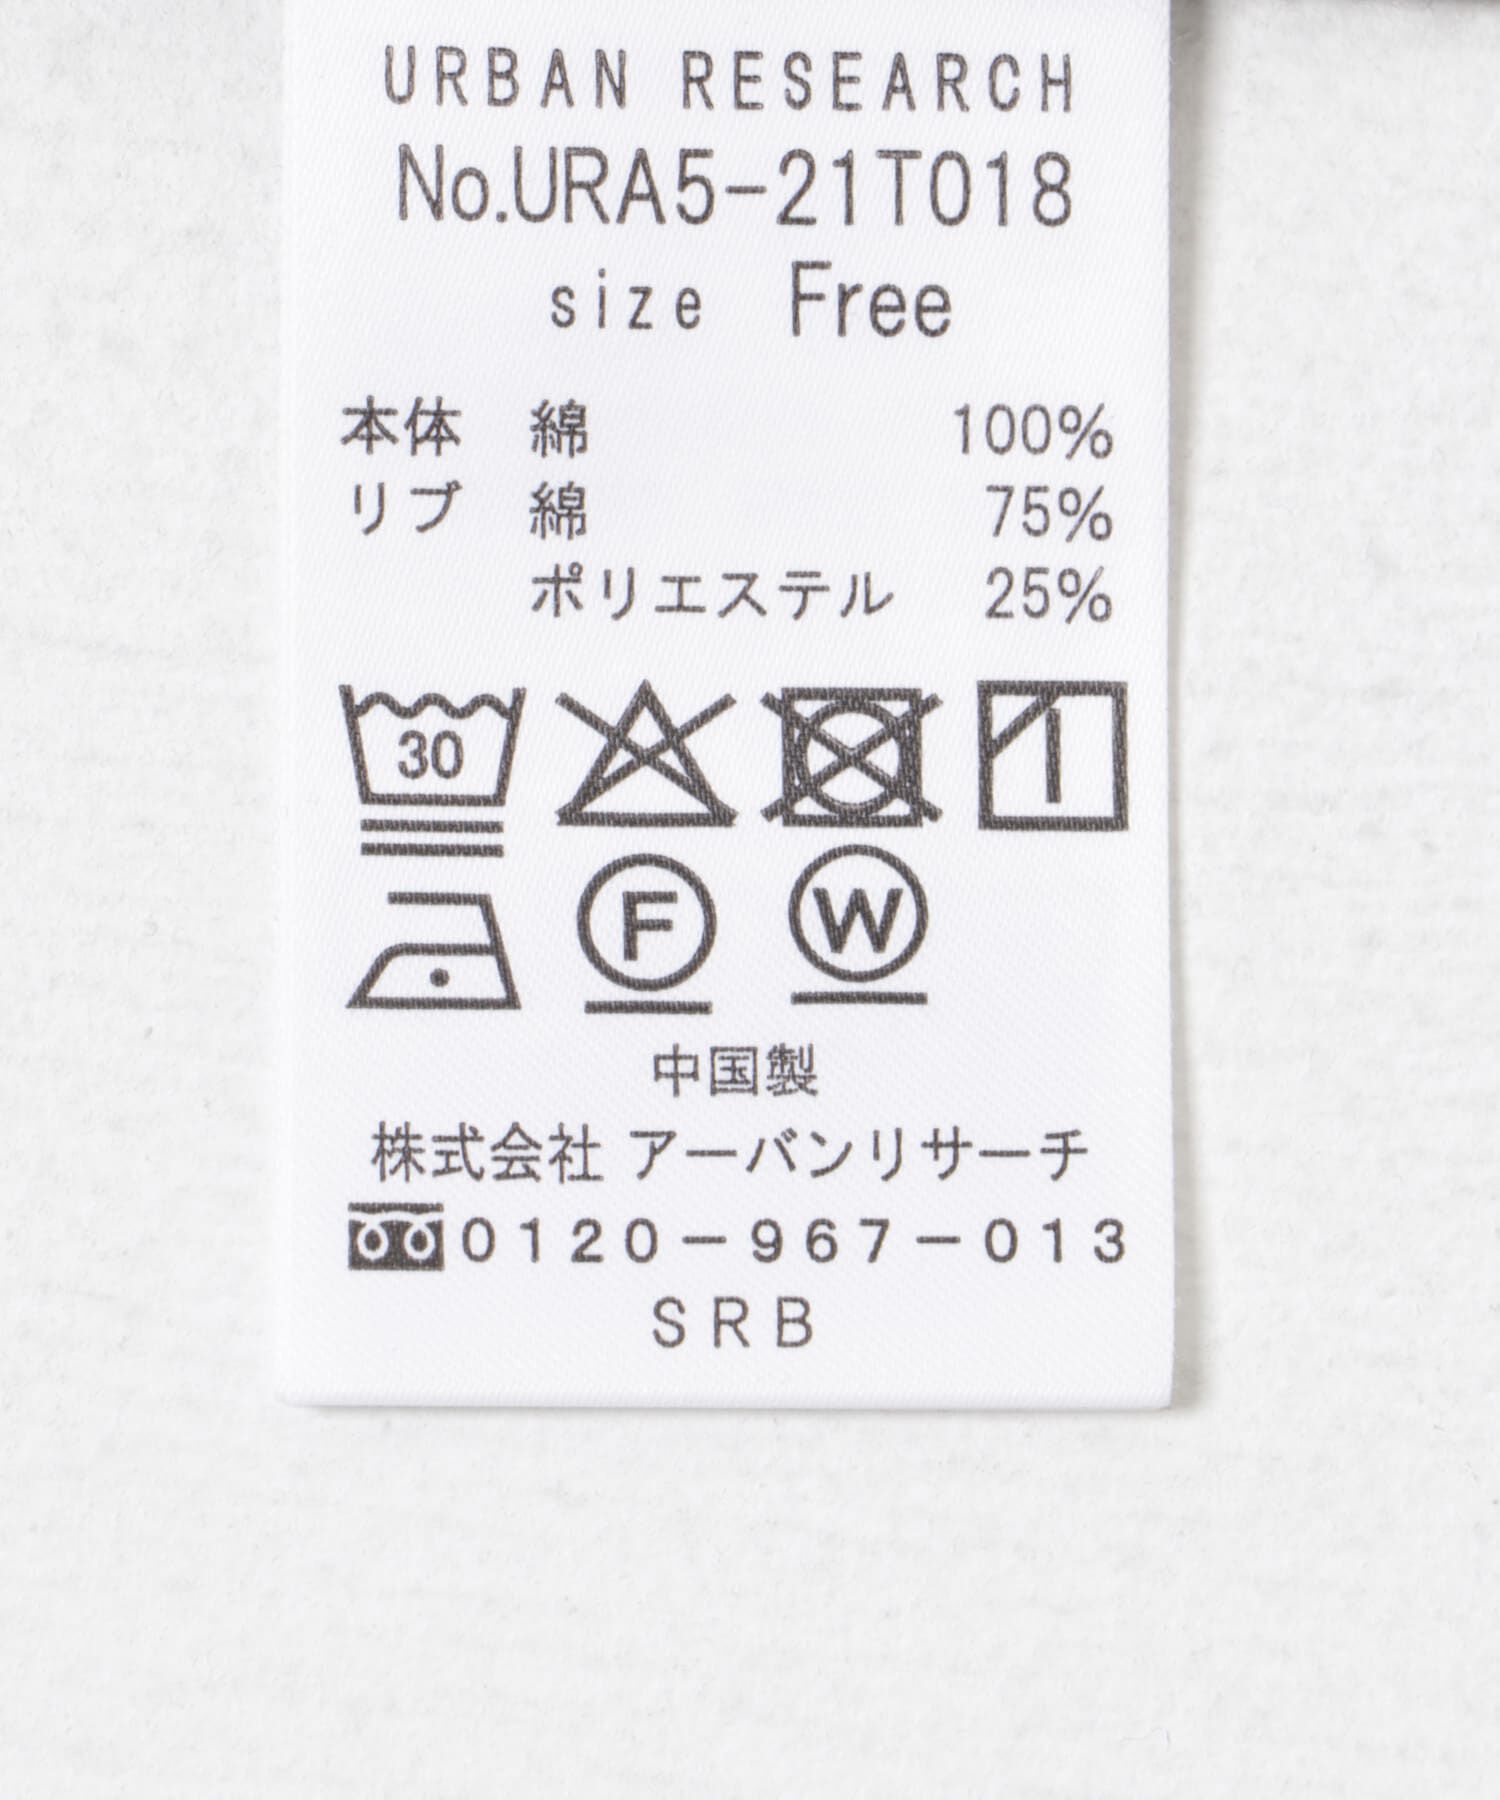 URBAN RESEARCH
No.URA5-21T018
size Free
本体 綿 100%
リブ 綿 75%
ポリエステル 25%
30
F W
中国製
株式会社 アーバンリサーチ
0120-967-013
SRB